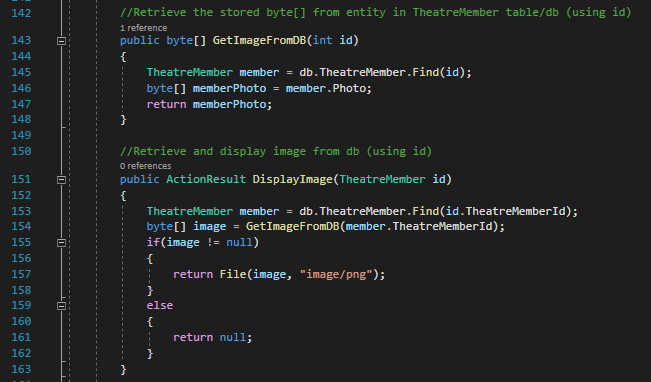 142 //Retrieve the stored byte[] from entity in TheatreMember table/db (using id)
1 reference
143 public byte[] GetImageFromDB(int id)
144 {
145 TheatreMember member = db.TheatreMember.Find(id);
146 byte[] memberPhoto = member.Photo;
147 return memberPhoto;
148 }
149
150 //Retrieve and display image from db (using id)
0 references
151 public ActionResult DisplayImage(TheatreMember id)
152 {
153 TheatreMember member = db.TheatreMember.Find(id.TheatreMemberId);
154 byte[] image = GetImageFromDB(member.TheatreMemberId);
155 if(image != null)
156 {
157 return File(image, "image/png");
158 }
159 else
160 {
161 return null;
162 }
163 }